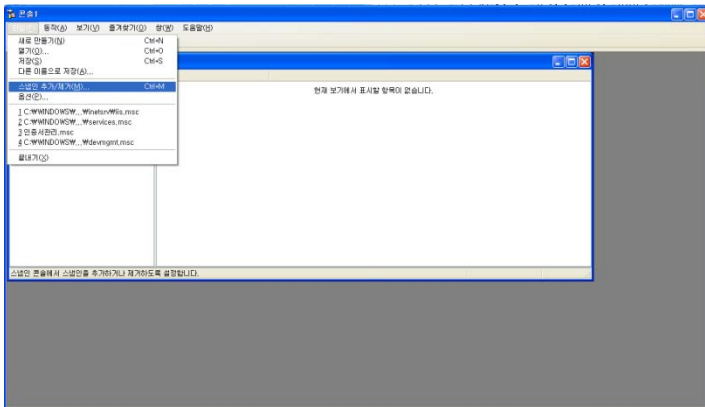 콘솔1
동작(A) 보기(V) 즐겨찾기(O) 창(W) 도움말(H)
새로 만들기(N) Ctrl+N
열기(O)... Ctrl+O
저장(S) Ctrl+S
다른 이름으로 저장(A)...
스냅인 추가/제거(M)... Ctrl+M
옵션(P)...
1 C:₩WINDOWS₩...₩inetsrv₩iis.msc
2 C:₩WINDOWS₩...₩services.msc
3 인증서관리.msc
4 C:₩WINDOWS₩...₩devmgmt.msc
끝내기(X)
현재 보기에서 표시할 항목이 없습니다.
스냅인 콘솔에서 스냅인을 추가하거나 제거하도록 설정합니다.